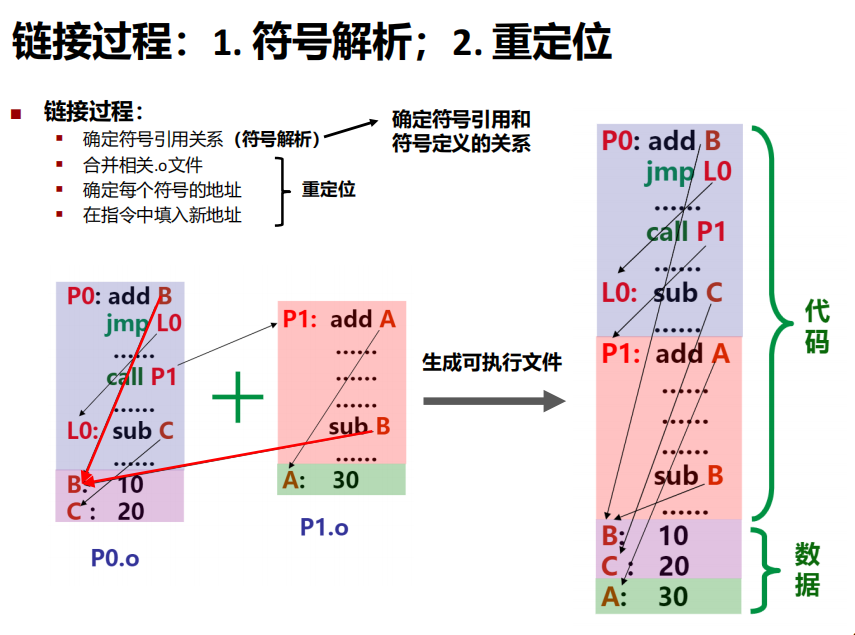 链接过程：1. 符号解析；2. 重定位
链接过程：
确定符号引用关系（符号解析）
合并相关.o文件
确定每个符号的地址
在指令中填入新地址
确定符号引用和
符号定义的关系
重定位
P0: add B
jmp L0
……
call P1
……
L0: sub C
……
B: 10
C : 20
P0.o
P1: add A
……
……
……
sub B
……
A: 30
P1.o
生成可执行文件
P0: add B
jmp L0
……
call P1
……
L0: sub C
……
P1: add A
……
……
……
sub B
……
B: 10
C : 20
A: 30
代
码
数
据